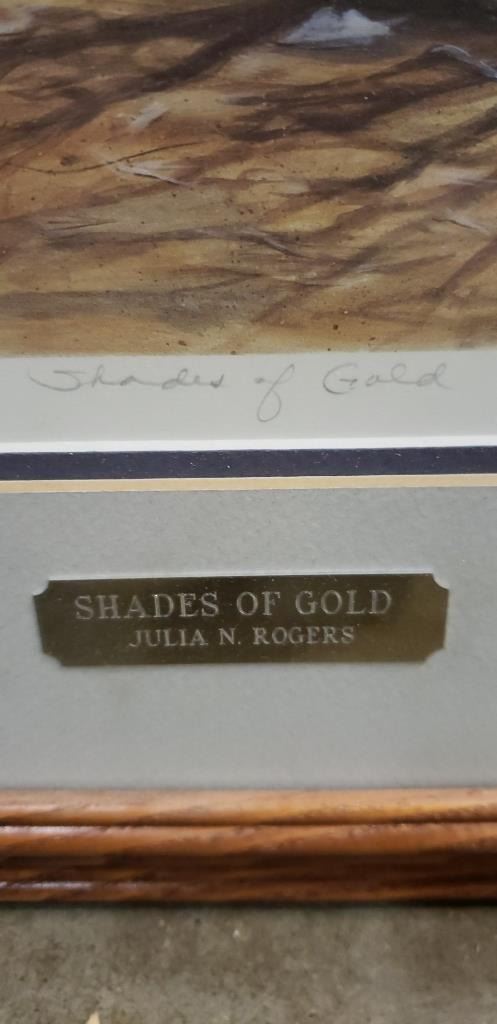 Shades of Gold
SHADES OF GOLD
JULIA N. ROGERS